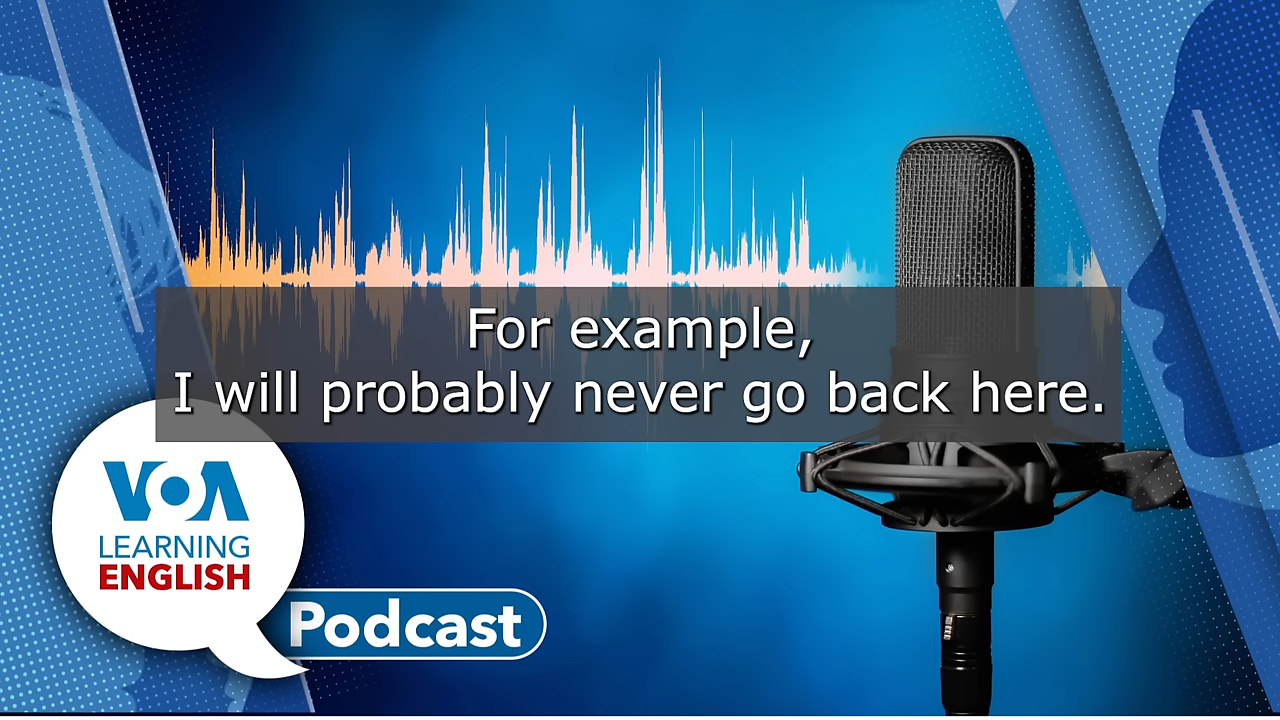 For example,
I will probably never go back here.
VOA
LEARNING
ENGLISH
Podcast